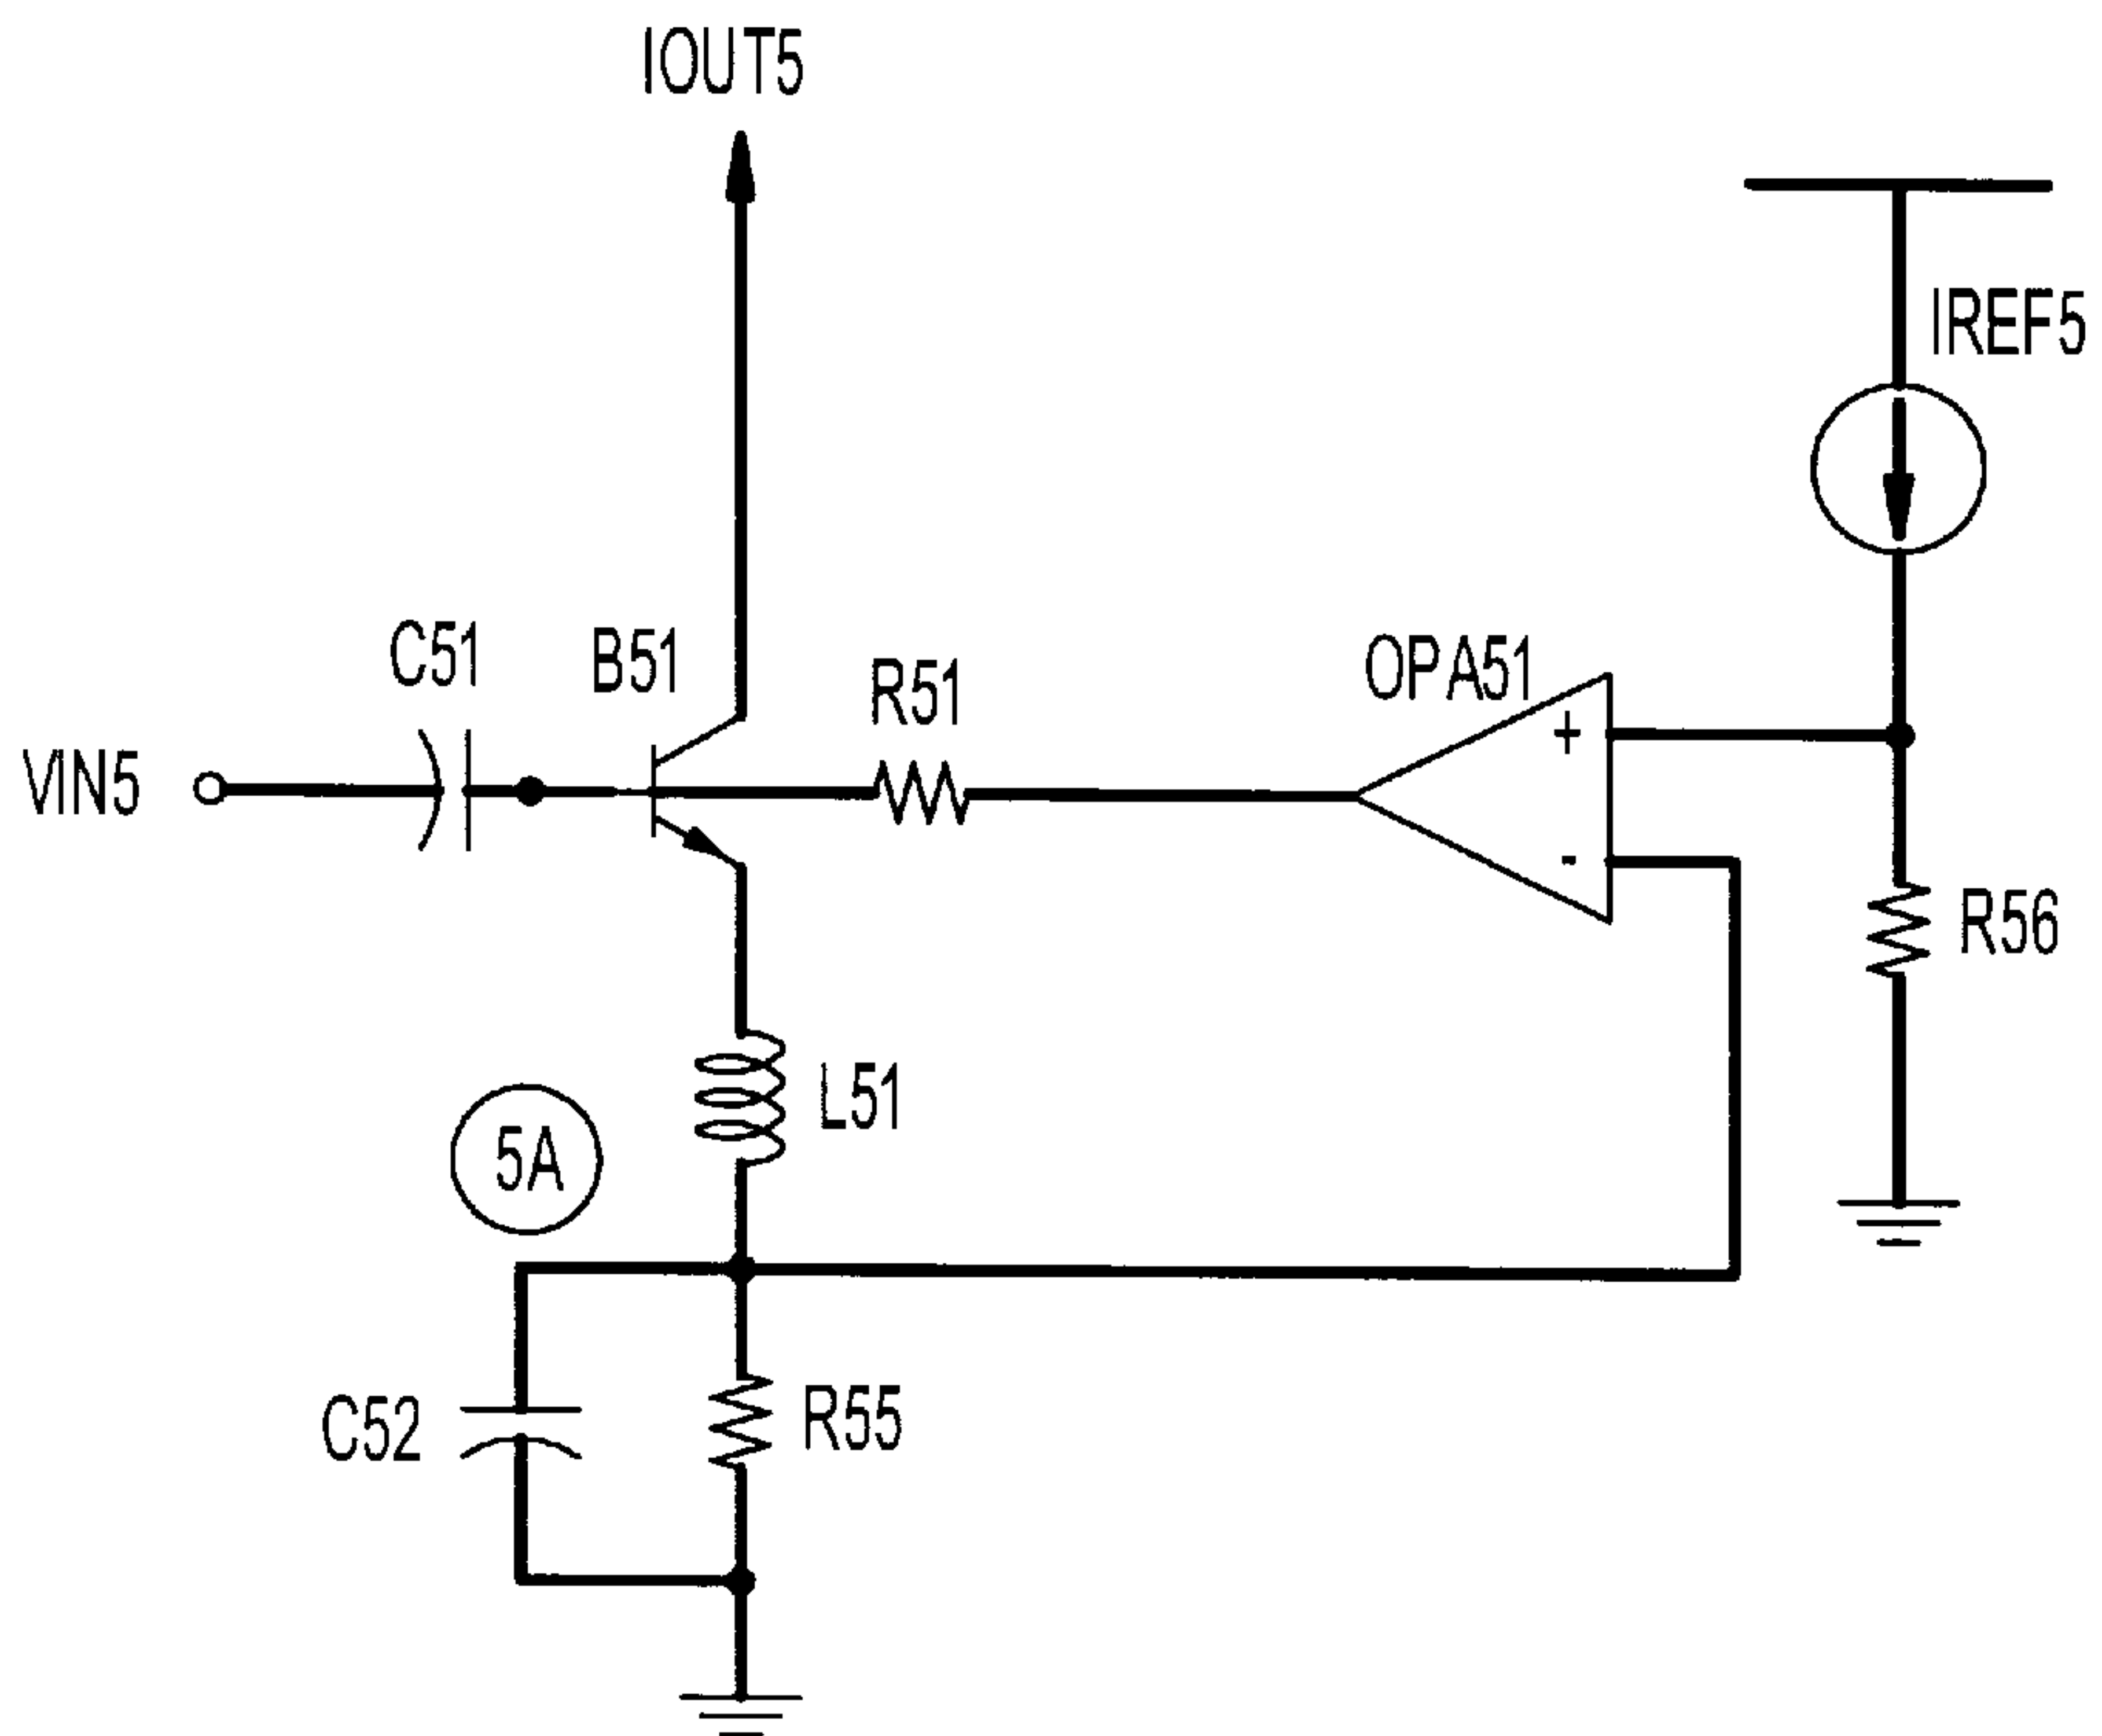 IOUT5
IREF5
C51
B51
R51
OPA51
VIN5
+
-
R56
L51
5A
C52
R55